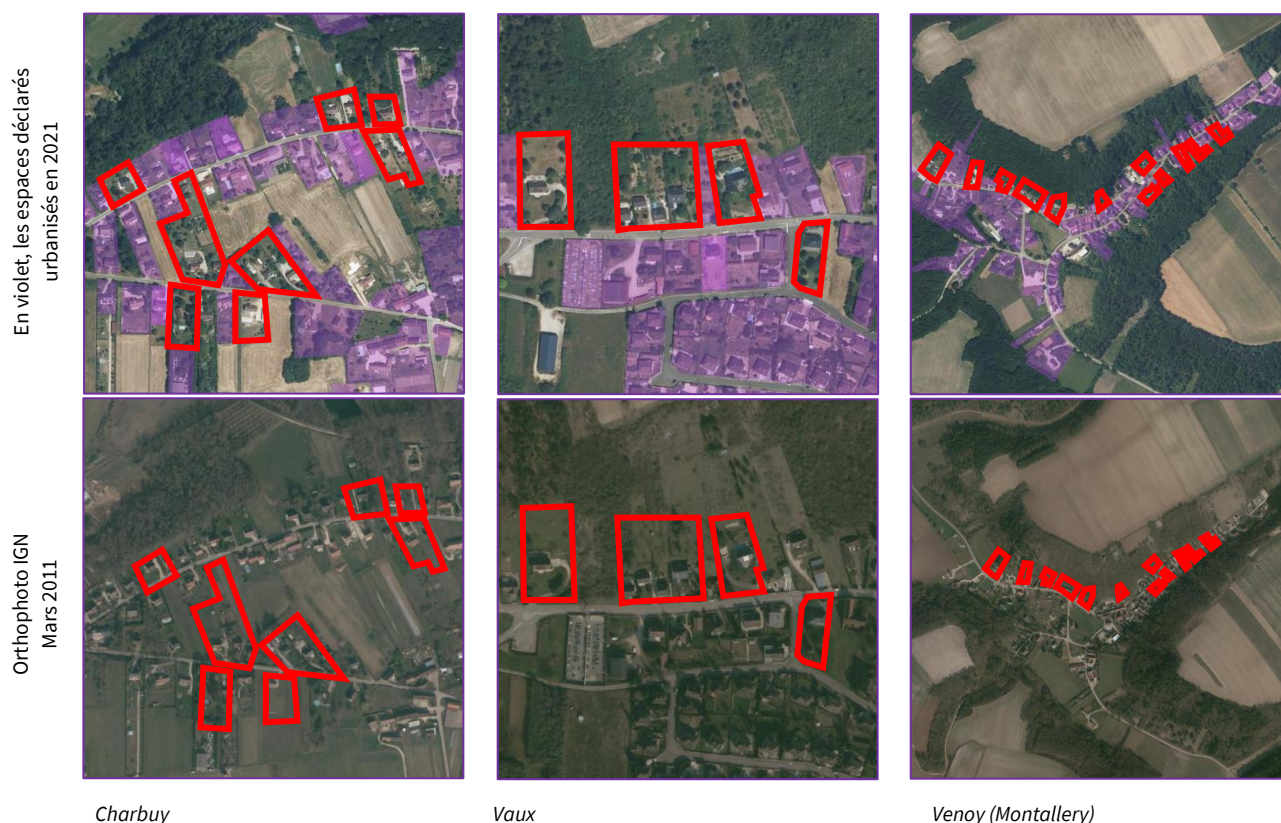 En violet, les espaces déclarés
urbanisés en 2021
Orthophoto IGN
Mars 2011
Charbuy
Vaux
Venoy (Montallery)